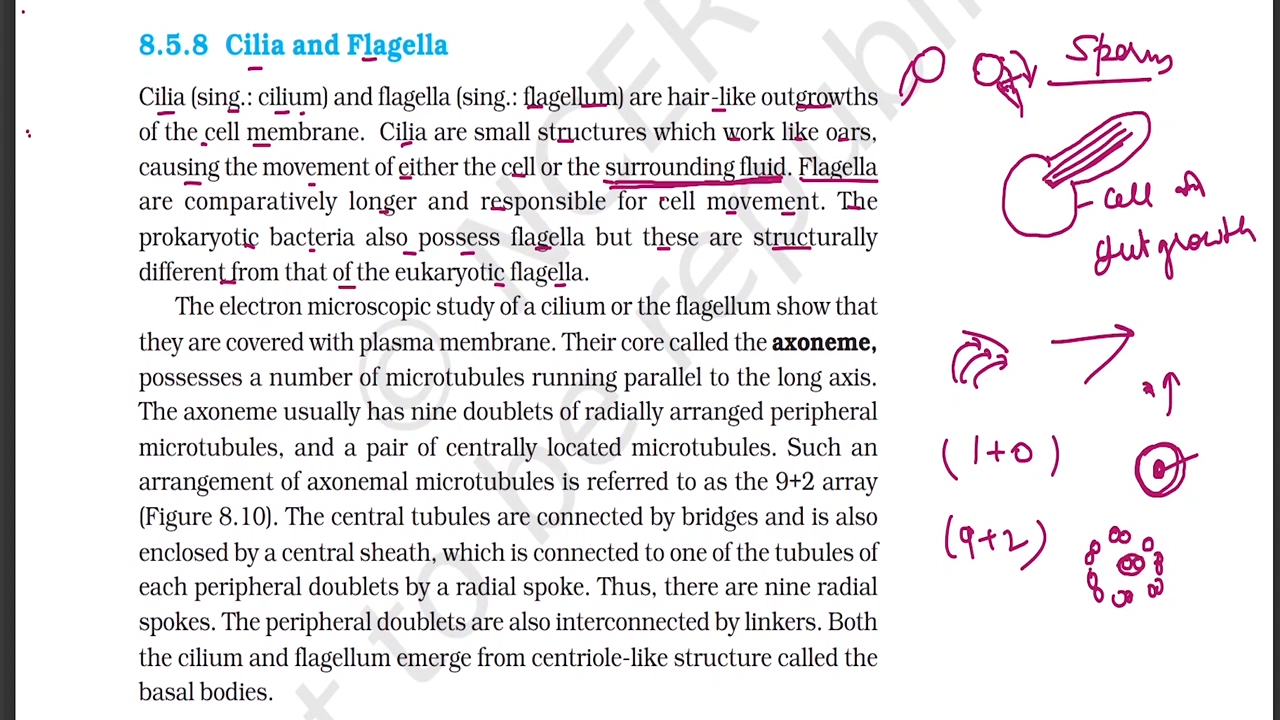 8.5.8 Cilia and Flagella
Cilia (sing.: cilium) and flagella (sing.: flagellum) are hair-like outgrowths
of the cell membrane. Cilia are small structures which work like oars,
causing the movement of either the cell or the surrounding fluid. Flagella
are comparatively longer and responsible for cell movement. The
prokaryotic bacteria also possess flagella but these are structurally
different from that of the eukaryotic flagella.
The electron microscopic study of a cilium or the flagellum show that
they are covered with plasma membrane. Their core called the axoneme,
possesses a number of microtubules running parallel to the long axis.
The axoneme usually has nine doublets of radially arranged peripheral
microtubules, and a pair of centrally located microtubules. Such an
arrangement of axonemal microtubules is referred to as the 9+2 array
(Figure 8.10). The central tubules are connected by bridges and is also
enclosed by a central sheath, which is connected to one of the tubules of
each peripheral doublets by a radial spoke. Thus, there are nine radial
spokes. The peripheral doublets are also interconnected by linkers. Both
the cilium and flagellum emerge from centriole-like structure called the
basal bodies.
Sperms
Cell
outgrowth
(1+0)
(9+2)
© NCER
t to be republi